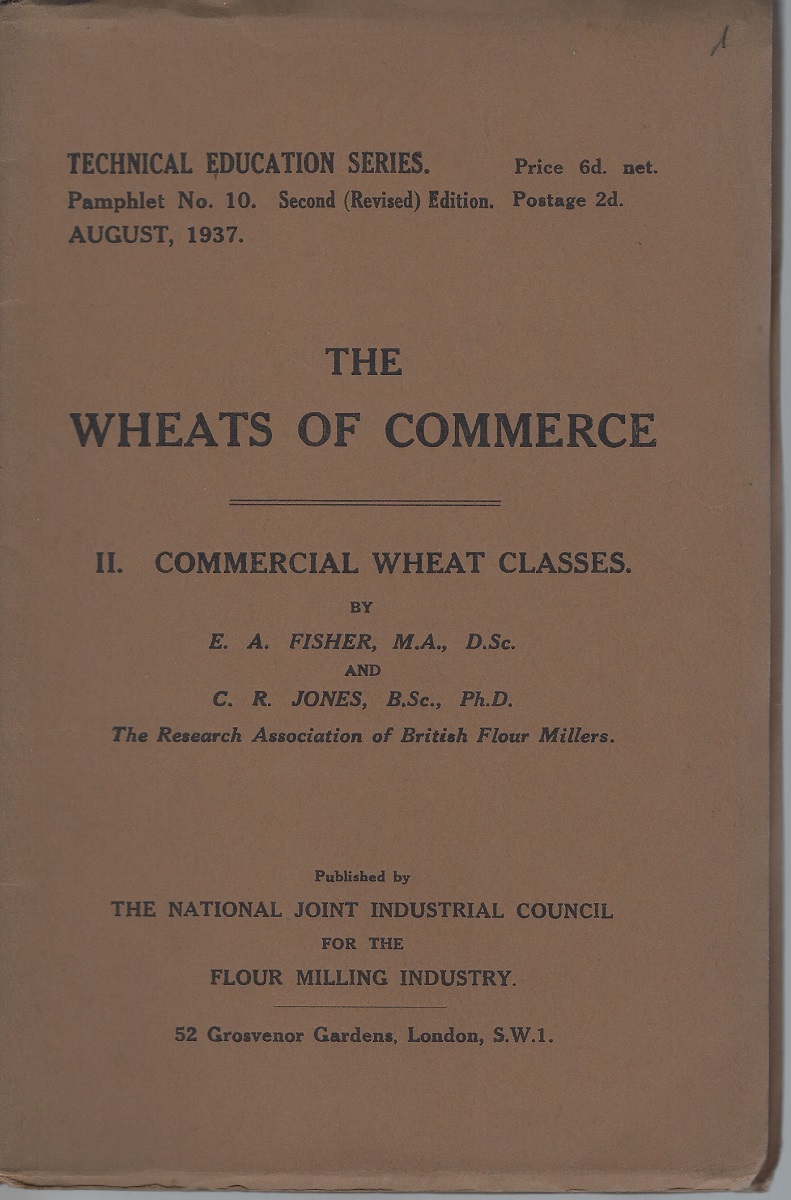 1
TECHNICAL EDUCATION SERIES. Price 6d. net.
Pamphlet No. 10. Second (Revised) Edition. Postage 2d.
AUGUST, 1937.
THE
WHEATS OF COMMERCE
II. COMMERCIAL WHEAT CLASSES.
BY
E. A. FISHER, M.A., D.Sc.
AND
C. R. JONES, B.Sc., Ph.D.
The Research Association of British Flour Millers.
Published by
THE NATIONAL JOINT INDUSTRIAL COUNCIL
FOR THE
FLOUR MILLING INDUSTRY.
52 Grosvenor Gardens, London, S.W.1.